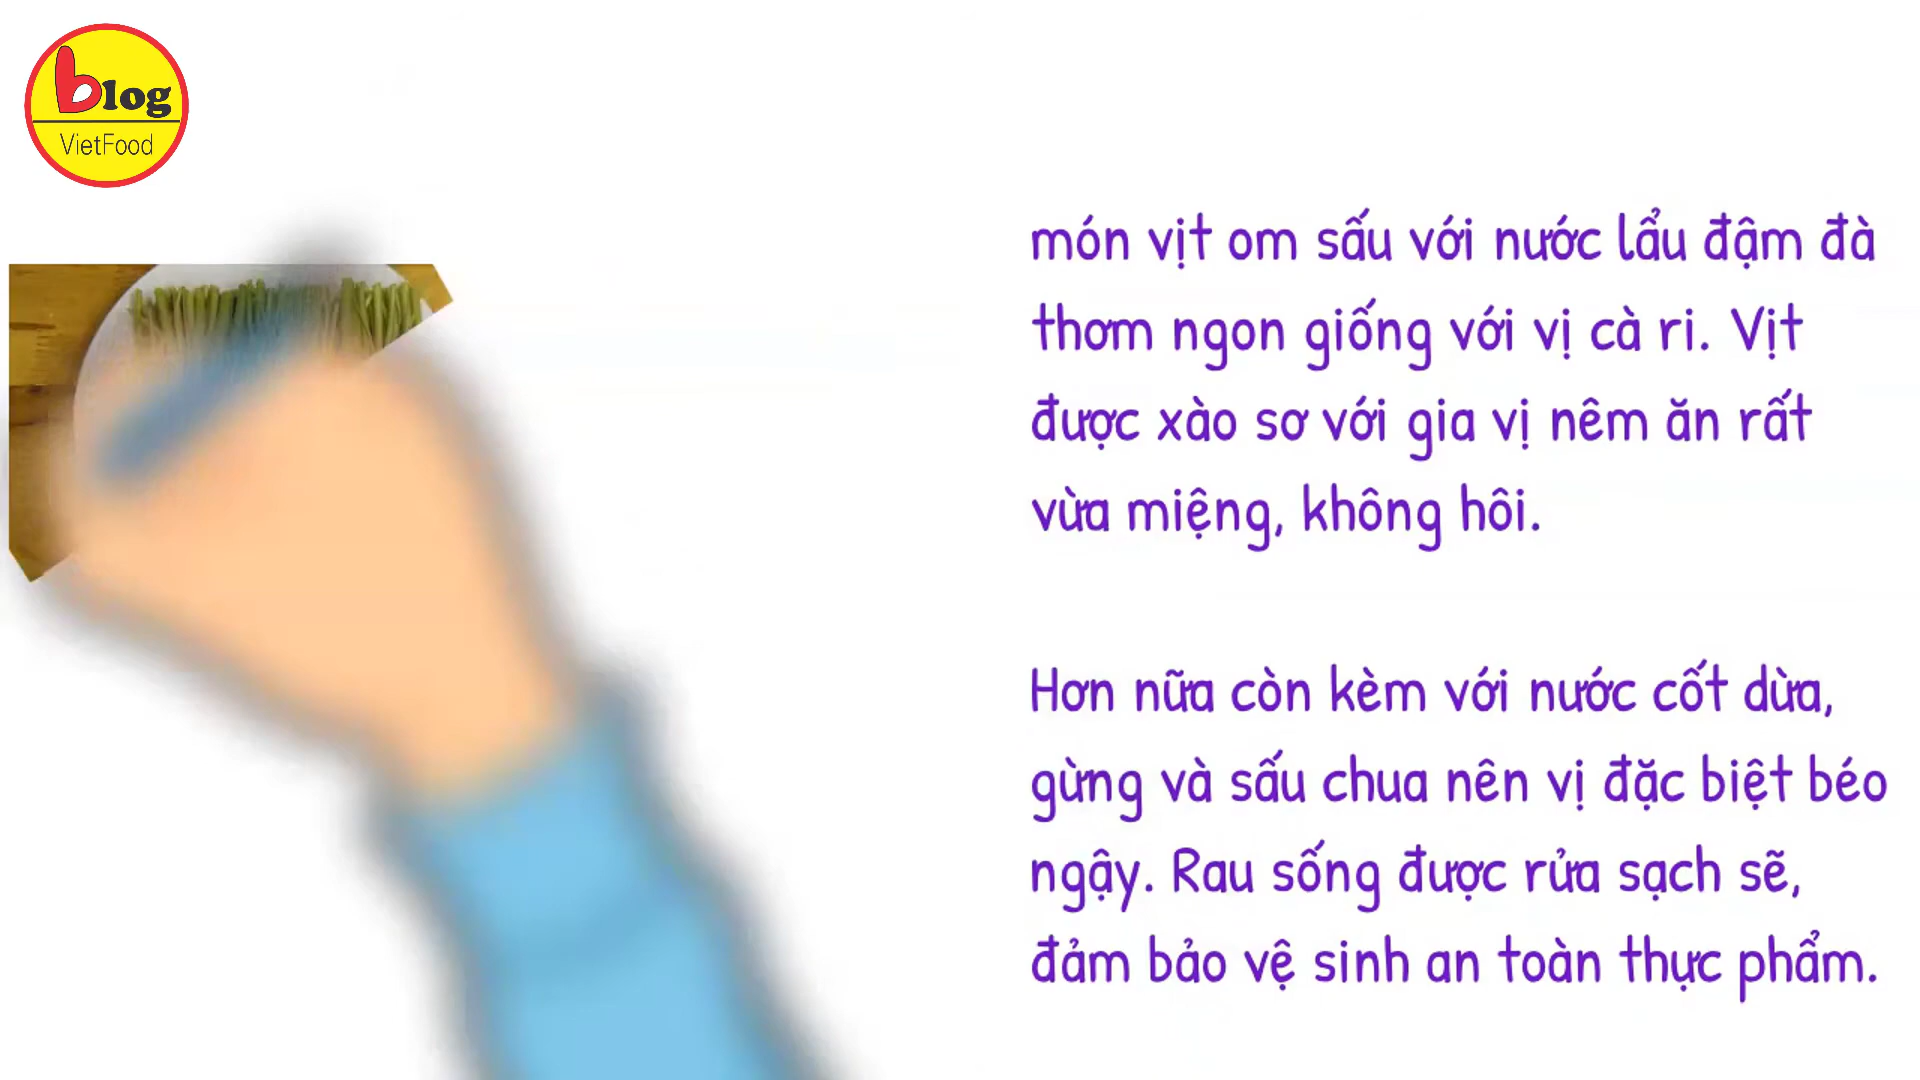 blog
VietFood
món vịt om sấu với nước lẩu đậm đà
thơm ngon giống với vị cà ri. Vịt
được xào sơ với gia vị nêm ăn rất
vừa miệng, không hôi.
Hơn nữa còn kèm với nước cốt dừa,
gừng và sấu chua nên vị đặc biệt béo
ngậy. Rau sống được rửa sạch sẽ,
đảm bảo vệ sinh an toàn thực phẩm.